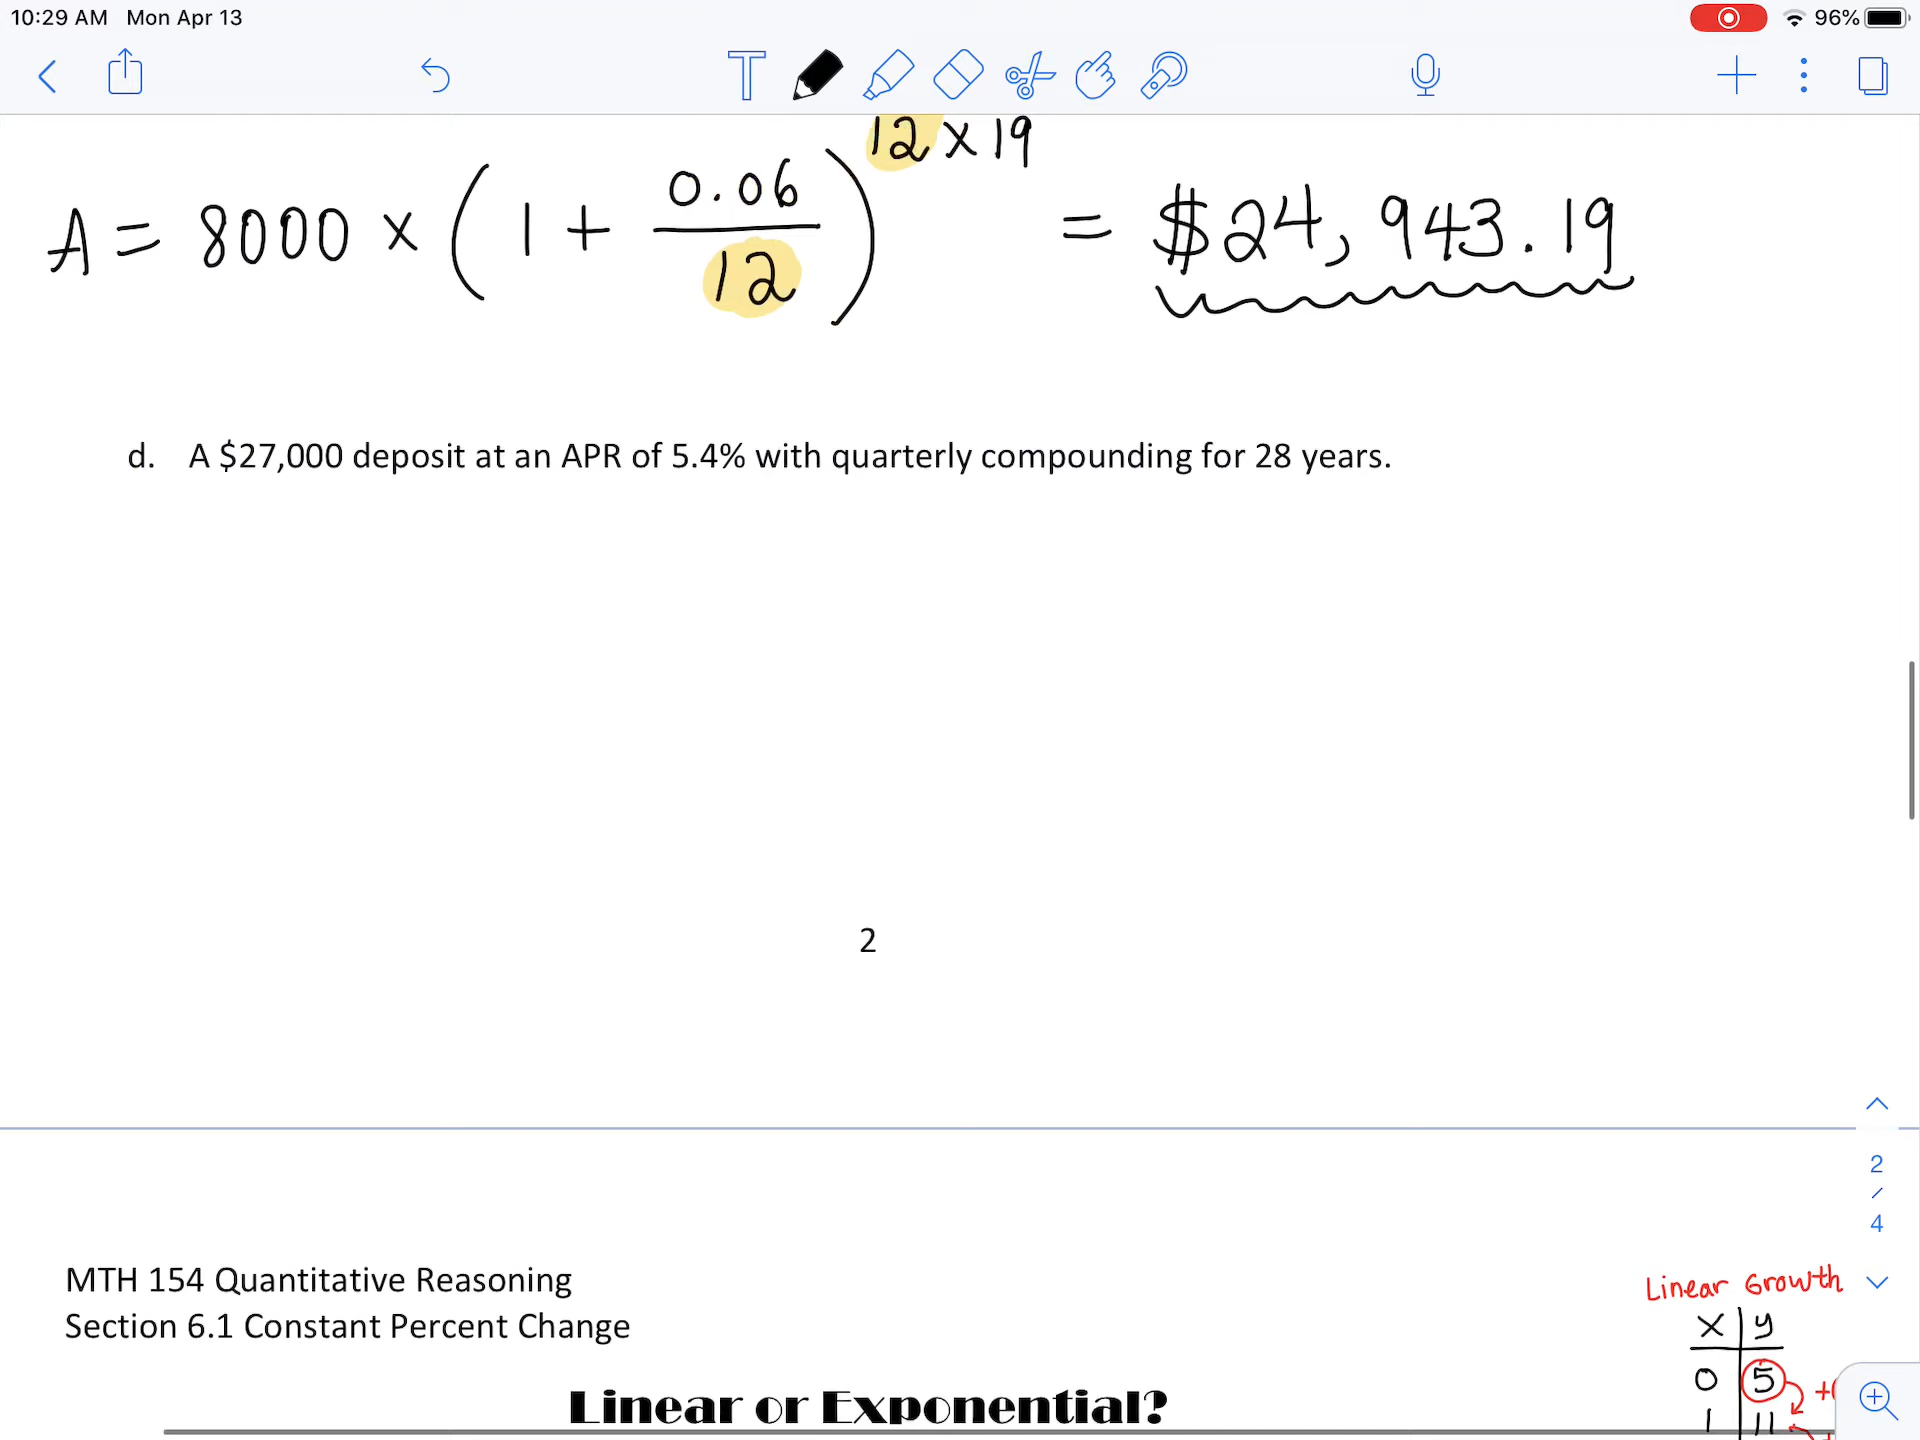 10:29 AM Mon Apr 13
96%
T
A = 8000 × (1 + 0.06/12)^12 × 19 = $24,943.19
d. A $27,000 deposit at an APR of 5.4% with quarterly compounding for 28 years.
2
2
/
4
MTH 154 Quantitative Reasoning
Section 6.1 Constant Percent Change
Linear Growth
x | y
0 | 5
1 | 11
Linear or Exponential?